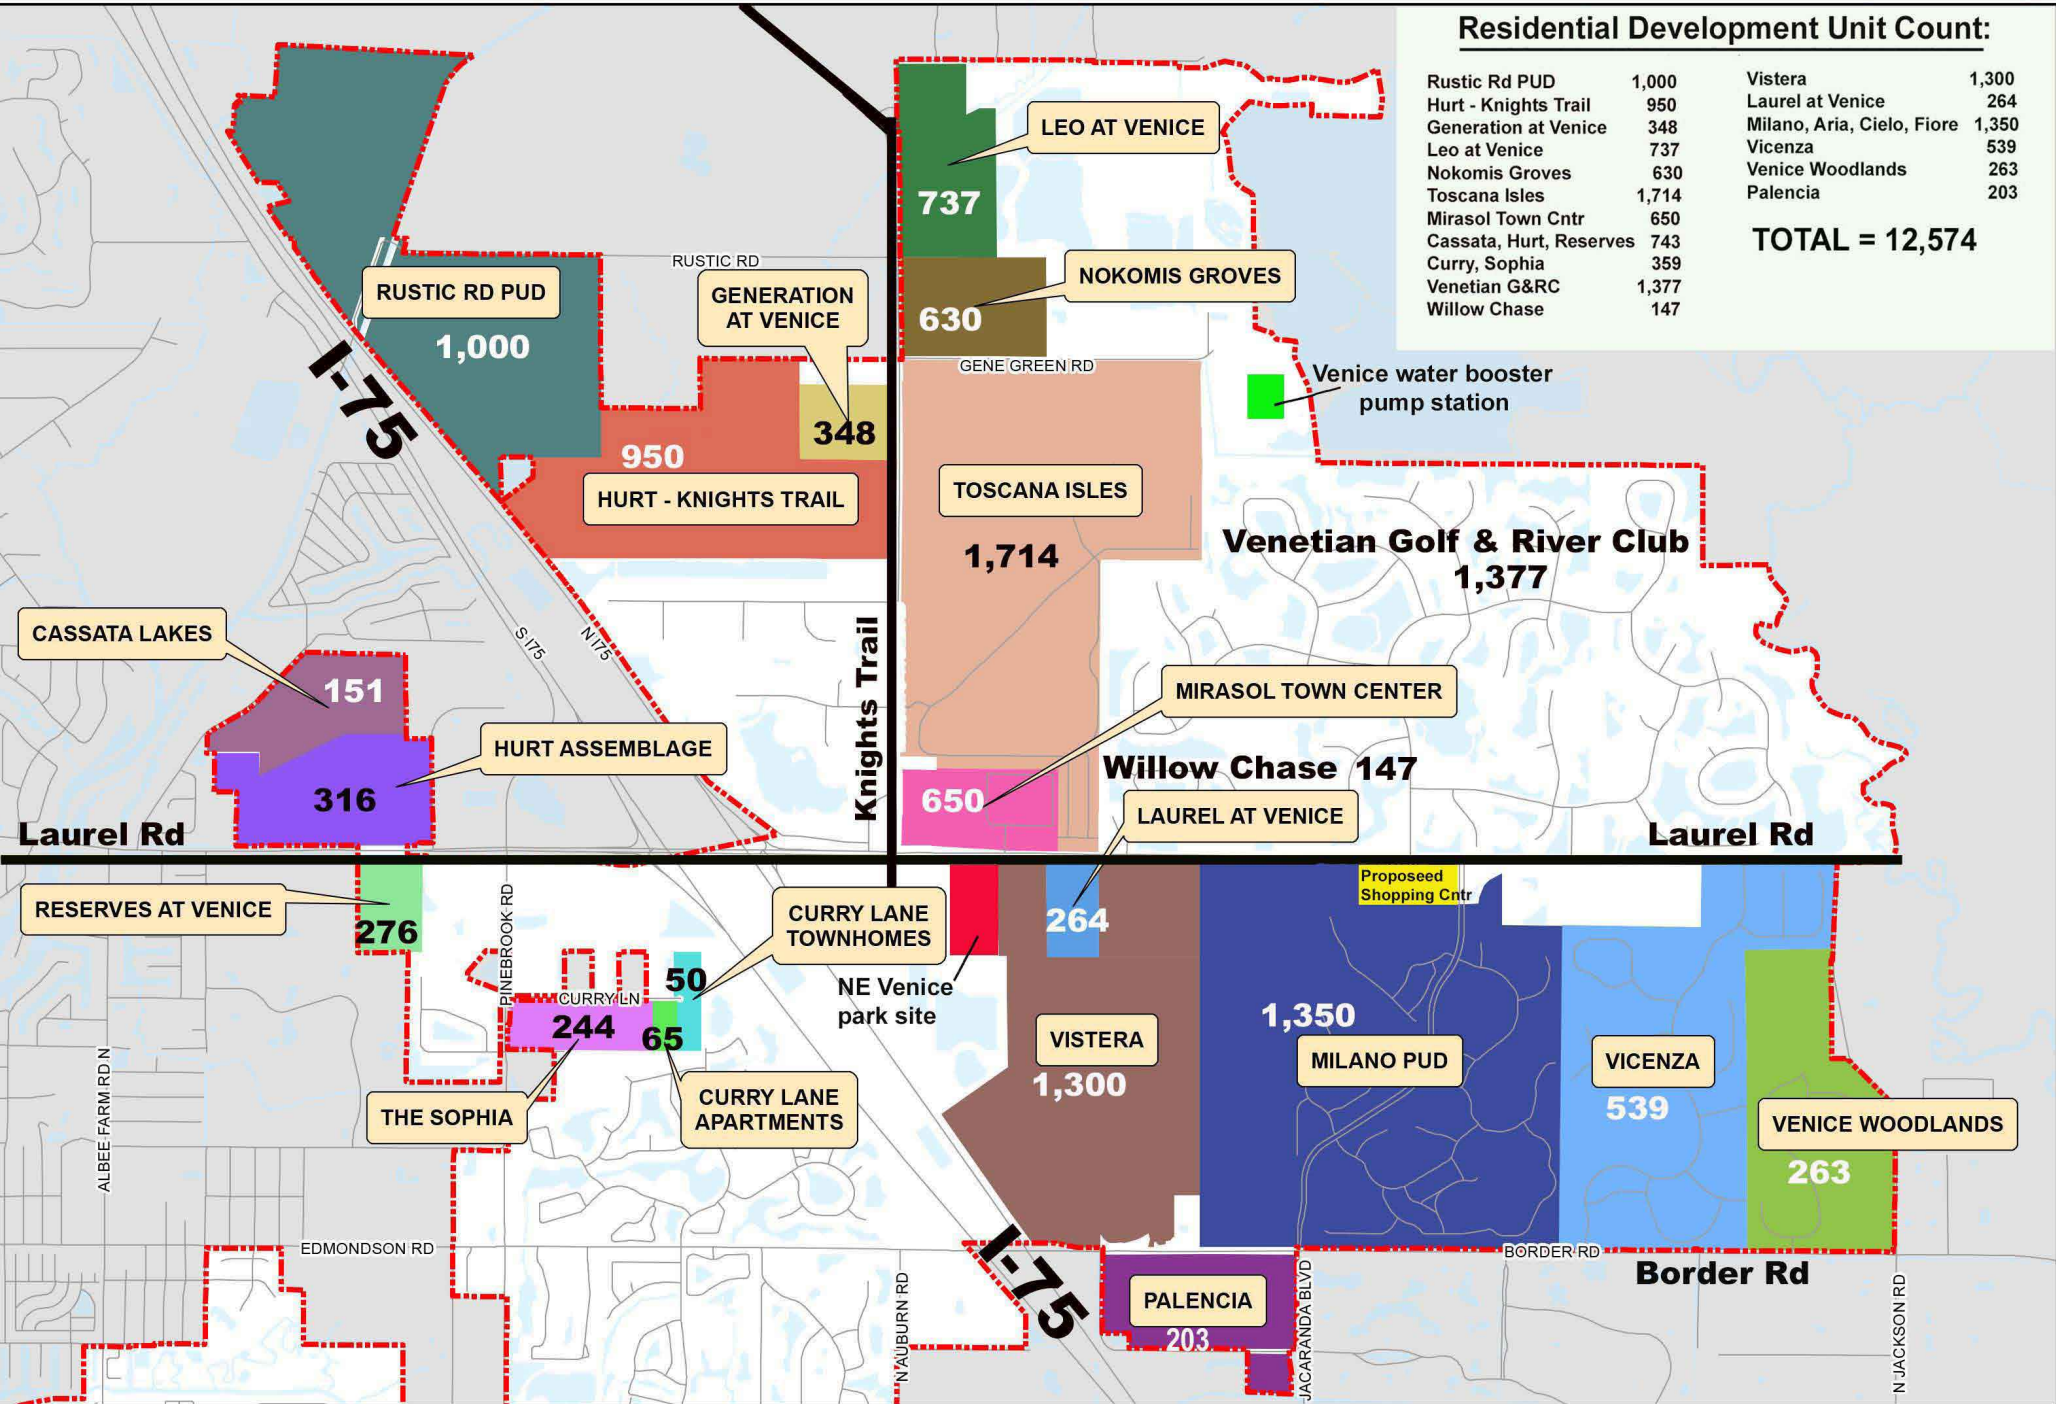 Residential Development Unit Count:
Rustic Rd PUD 1,000
Hurt - Knights Trail 950
Generation at Venice 348
Leo at Venice 737
Nokomis Groves 630
Toscana Isles 1,714
Mirasol Town Cntr 650
Cassata, Hurt, Reserves 743
Curry, Sophia 359
Venetian G&RC 1,377
Willow Chase 147
Vistera 1,300
Laurel at Venice 264
Milano, Aria, Cielo, Fiore 1,350
Vicenza 539
Venice Woodlands 263
Palencia 203
TOTAL = 12,574
LEO AT VENICE
737
RUSTIC RD
NOKOMIS GROVES
630
RUSTIC RD PUD
1,000
GENERATION
AT VENICE
348
GENE GREEN RD
Venice water booster
pump station
I-75
950
HURT - KNIGHTS TRAIL
TOSCANA ISLES
1,714
Venetian Golf & River Club
1,377
CASSATA LAKES
151
S I75
N I75
Knights Trail
MIRASOL TOWN CENTER
650
HURT ASSEMBLAGE
316
Willow Chase 147
LAUREL AT VENICE
264
Laurel Rd
Laurel Rd
RESERVES AT VENICE
276
PINEBROOK RD
CURRY LANE
TOWNHOMES
50
CURRY LN
244
65
NE Venice
park site
Proposeed
Shopping Cntr
1,350
MILANO PUD
VISTERA
1,300
VICENZA
539
VENICE WOODLANDS
263
THE SOPHIA
CURRY LANE
APARTMENTS
ALBEE FARM RD N
EDMONDSON RD
I-75
BORDER RD
Border Rd
PALENCIA
203
N AUBURN RD
JACARANDA BLVD
N JACKSON RD